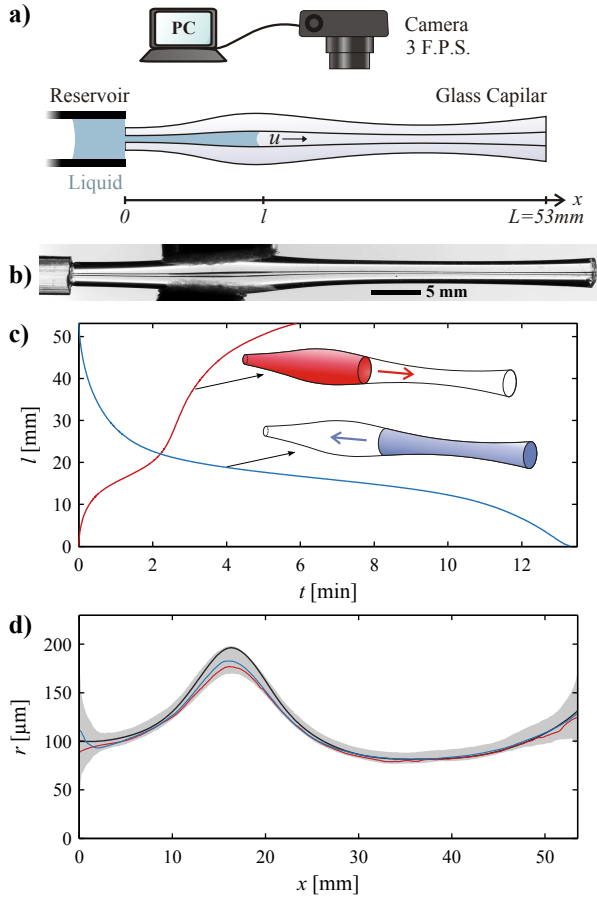 a)
PC
Camera
3 F.P.S.
Reservoir
Glass Capilar
u
Liquid
x
0
l
L=53mm
b)
5 mm
c)
50
40
30
20
10
0
l [mm]
0
2
4
6
8
10
12
t [min]
d)
200
150
100
50
0
r [µm]
0
10
20
30
40
50
x [mm]